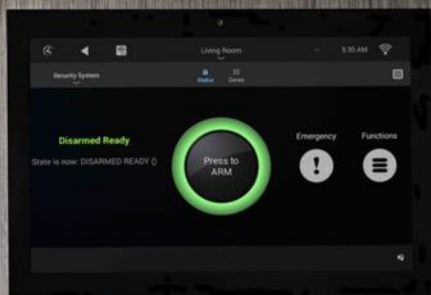 Living Room
5:30 AM
Security System
Status
Zones
Disarmed Ready
State is now: DISARMED READY ()
Press to
ARM
Emergency
Functions